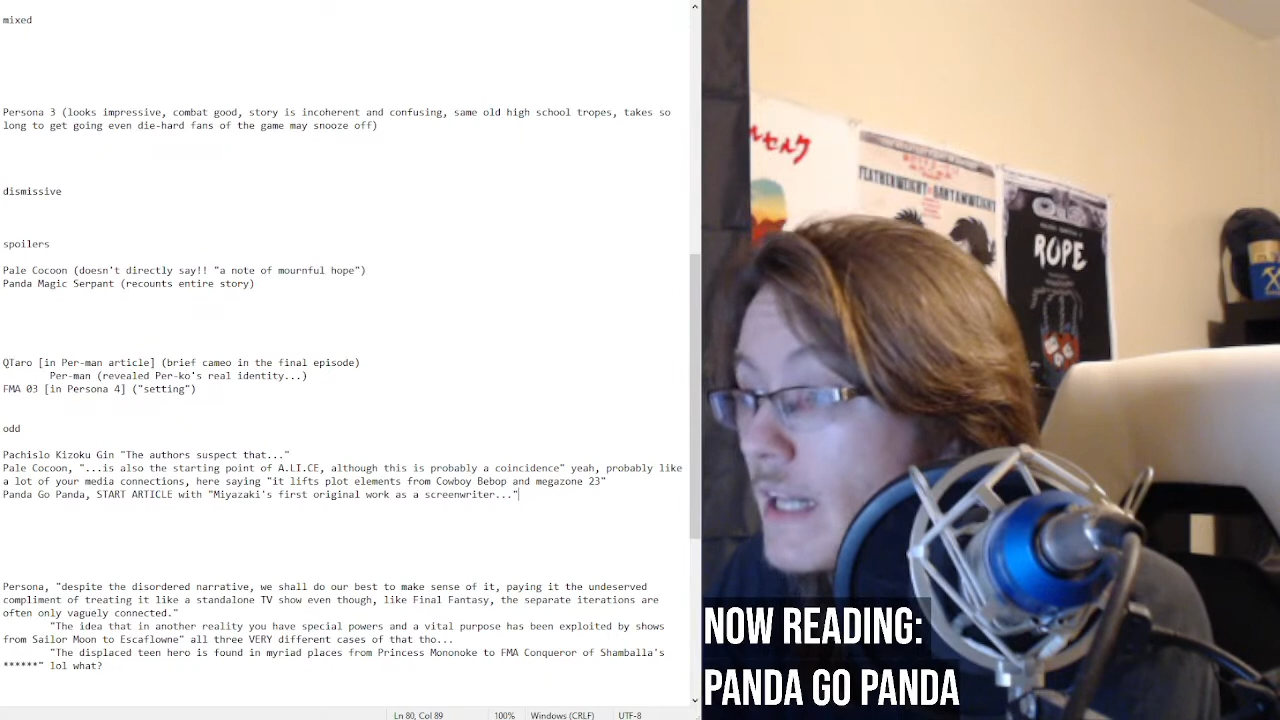 mixed
Persona 3 (looks impressive, combat good, story is incoherent and confusing, same old high school tropes, takes so
long to get going even die-hard fans of the game may snooze off)
dismissive
spoilers
Pale Cocoon (doesn't directly say!! "a note of mournful hope")
Panda Magic Serpant (recounts entire story)
QTaro [in Per-man article] (brief cameo in the final episode)
Per-man (revealed Per-ko's real identity...)
FMA 03 [in Persona 4] ("setting")
odd
Pachislo Kizoku Gin "The authors suspect that..."
Pale Cocoon, "...is also the starting point of A.LI.CE, although this is probably a coincidence" yeah, probably like
a lot of your media connections, here saying "it lifts plot elements from Cowboy Bebop and megazone 23"
Panda Go Panda, START ARTICLE with "Miyazaki's first original work as a screenwriter..."
Persona, "despite the disordered narrative, we shall do our best to make sense of it, paying it the undeserved
compliment of treating it like a standalone TV show even though, like Final Fantasy, the separate iterations are
often only vaguely connected."
"The idea that in another reality you have special powers and a vital purpose has been exploited by shows
from Sailor Moon to Escaflowne" all three VERY different cases of that tho...
"The displaced teen hero is found in myriad places from Princess Mononoke to FMA Conqueror of Shamballa's
******" lol what?
Ln 80, Col 89
100%
Windows (CRLF)
UTF-8
ルセルク
FEATHERWEIGHT
BANTAMWEIGHT
ROPE
NOW READING:
PANDA GO PANDA